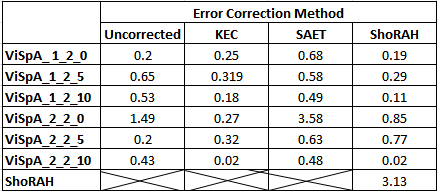 Error Correction Method
Uncorrected KEC SAET ShoRAH
ViSpA_1_2_0 0.2 0.25 0.68 0.19
ViSpA_1_2_5 0.65 0.319 0.58 0.29
ViSpA_1_2_10 0.53 0.18 0.49 0.11
ViSpA_2_2_0 1.49 0.27 3.58 0.85
ViSpA_2_2_5 0.2 0.32 0.63 0.77
ViSpA_2_2_10 0.43 0.02 0.48 0.02
ShoRAH 3.13